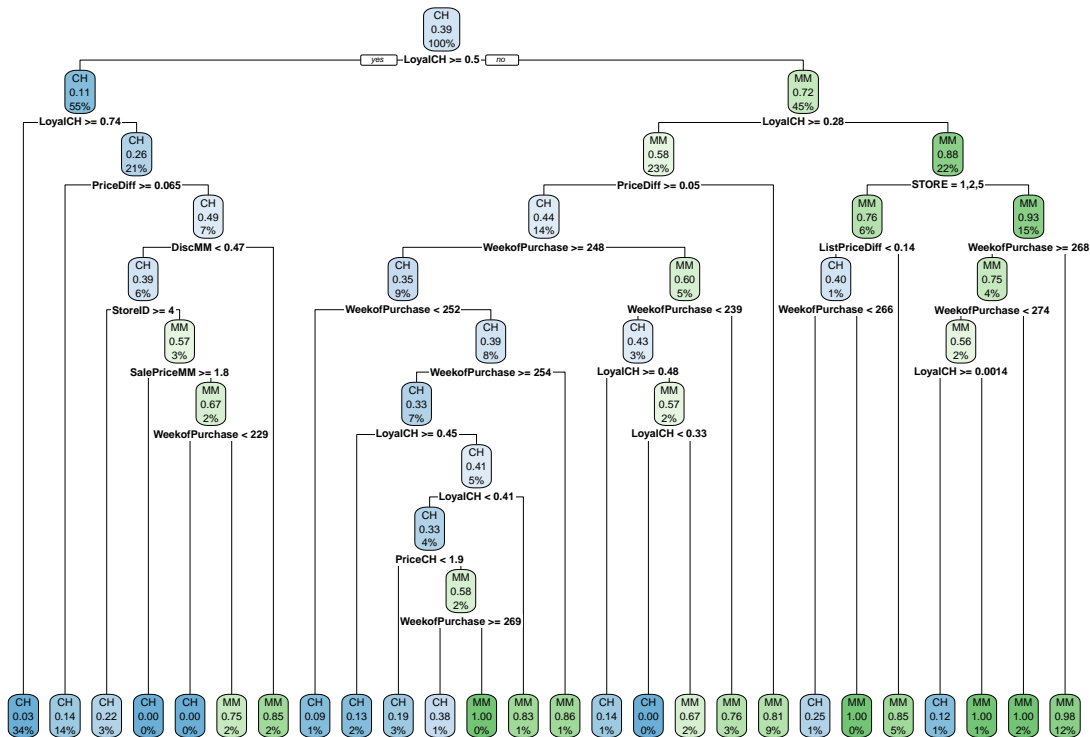 CH
0.39
100%
yes LoyalCH >= 0.5 no
CH
0.11
55%
MM
0.72
45%
LoyalCH >= 0.74
LoyalCH >= 0.28
CH
0.26
21%
MM
0.58
23%
MM
0.88
22%
PriceDiff >= 0.065
PriceDiff >= 0.05
STORE = 1,2,5
CH
0.49
7%
CH
0.44
14%
MM
0.76
6%
MM
0.93
15%
DiscMM < 0.47
WeekofPurchase >= 248
ListPriceDiff < 0.14
WeekofPurchase >= 268
CH
0.39
6%
CH
0.35
9%
MM
0.60
5%
CH
0.40
1%
MM
0.75
4%
StoreID >= 4
WeekofPurchase < 252
WeekofPurchase < 239
WeekofPurchase < 266
WeekofPurchase < 274
MM
0.57
3%
CH
0.39
8%
CH
0.43
3%
MM
0.56
2%
SalePriceMM >= 1.8
WeekofPurchase >= 254
LoyalCH >= 0.48
LoyalCH >= 0.0014
MM
0.67
2%
CH
0.33
7%
MM
0.57
2%
WeekofPurchase < 229
LoyalCH >= 0.45
LoyalCH < 0.33
CH
0.41
5%
LoyalCH < 0.41
CH
0.33
4%
PriceCH < 1.9
MM
0.58
2%
WeekofPurchase >= 269
CH
0.03
34%
CH
0.14
14%
CH
0.22
3%
CH
0.00
0%
CH
0.00
0%
MM
0.75
2%
MM
0.85
2%
CH
0.09
1%
CH
0.13
2%
CH
0.19
3%
CH
0.38
1%
MM
1.00
0%
MM
0.83
1%
MM
0.86
1%
CH
0.14
1%
CH
0.00
0%
MM
0.67
2%
MM
0.76
3%
MM
0.81
9%
CH
0.25
1%
MM
1.00
0%
MM
0.85
5%
CH
0.12
1%
MM
1.00
1%
MM
1.00
2%
MM
0.98
12%